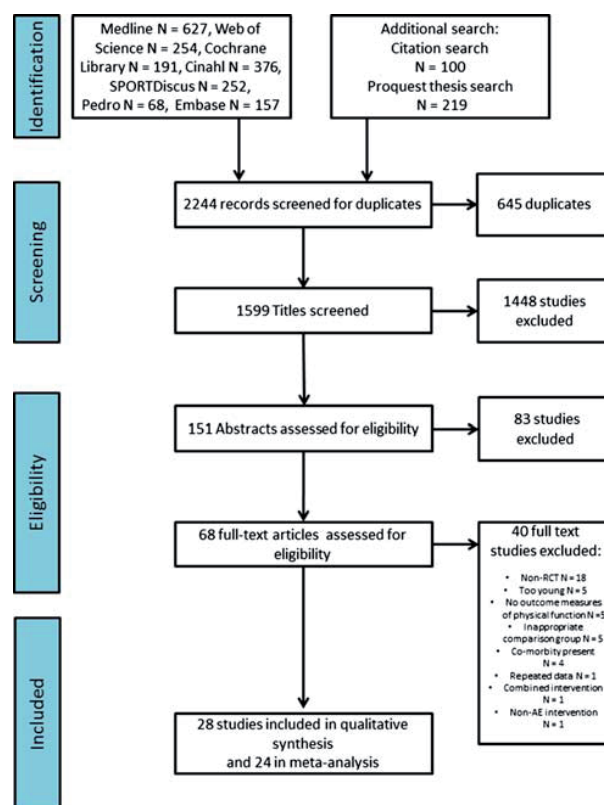 Identification
Medline N = 627, Web
of
Science N = 254, Cochrane
Library N = 191, Cinahl N = 376,
SPORTDiscus N = 252,
Pedro N = 68, Embase N = 157
Additional search:
Citation search
N = 100
Proquest thesis search
N = 219
Screening
2244 records screened for duplicates
645 duplicates
1599 Titles screened
1448 studies
excluded
Eligibility
151 Abstracts assessed for eligibility
83 studies
excluded
68 full-text articles assessed for
eligibility
40 full text
studies excluded:
• Non-RCT N = 18
• Too young N = 5
• No outcome measures
of physical function N =5
• Inappropriate
comparison group N = 5
• Co-morbity present
N = 4
• Repeated data N = 1
• Combined intervention
N = 1
• Non-AE intervention
N = 1
Included
28 studies included in qualitative
synthesis
and 24 in meta-analysis